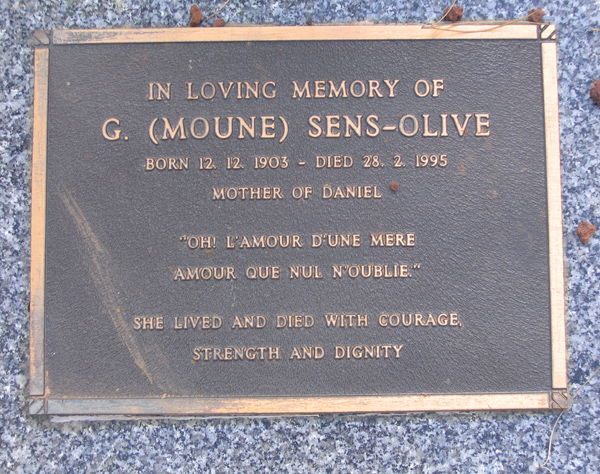 IN LOVING MEMORY OF
G. (MOUNE) SENS-OLIVE
BORN 12. 12. 1903 - DIED 28. 2. 1995
MOTHER OF DANIEL
"OH! L'AMOUR D'UNE MERE
AMOUR QUE NUL N'OUBLIE."
SHE LIVED AND DIED WITH COURAGE,
STRENGTH AND DIGNITY